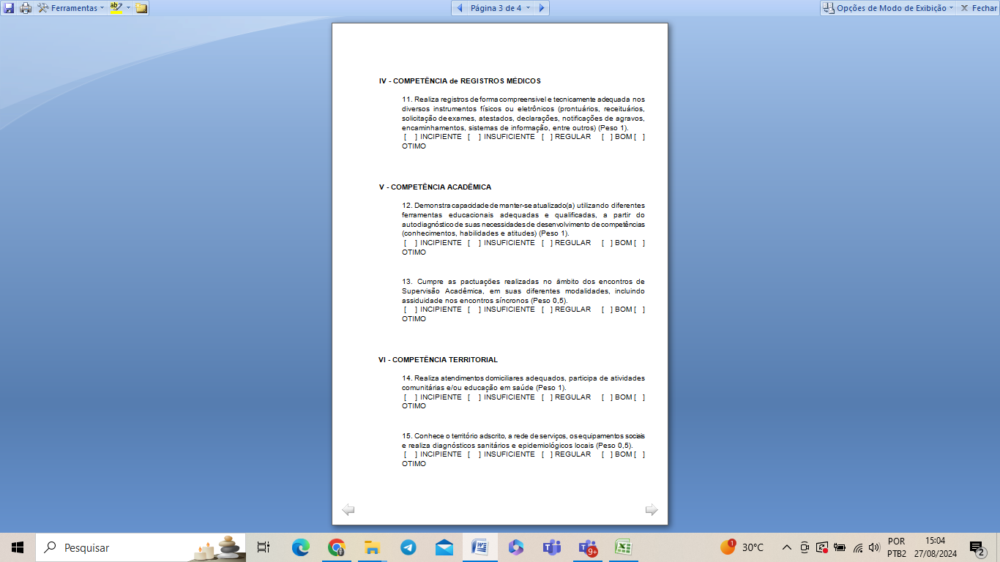 Ferramentas
ab
Página 3 de 4
Opções de Modo de Exibição
Fechar
IV - COMPETÊNCIA de REGISTROS MÉDICOS
11. Realiza registros de forma compreensível e tecnicamente adequada nos
diversos instrumentos físicos ou eletrônicos (prontuários, receituários,
solicitação de exames, atestados, declarações, notificações de agravos,
encaminhamentos, sistemas de informação, entre outros) (Peso 1).
[ ] INCIPIENTE [ ] INSUFICIENTE [ ] REGULAR [ ] BOM [ ]
OTIMO
V - COMPETÊNCIA ACADÊMICA
12. Demonstra capacidade de manter-se atualizado(a) utilizando diferentes
ferramentas educacionais adequadas e qualificadas, a partir do
autodiagnóstico de suas necessidades de desenvolvimento de competências
(conhecimentos, habilidades e atitudes) (Peso 1).
[ ] INCIPIENTE [ ] INSUFICIENTE [ ] REGULAR [ ] BOM [ ]
OTIMO
13. Cumpre as pactuações realizadas no âmbito dos encontros de
Supervisão Acadêmica, em suas diferentes modalidades, incluindo
assiduidade nos encontros síncronos (Peso 0,5).
[ ] INCIPIENTE [ ] INSUFICIENTE [ ] REGULAR [ ] BOM [ ]
OTIMO
VI - COMPETÊNCIA TERRITORIAL
14. Realiza atendimentos domiciliares adequados, participa de atividades
comunitárias e/ou educação em saúde (Peso 1).
[ ] INCIPIENTE [ ] INSUFICIENTE [ ] REGULAR [ ] BOM [ ]
OTIMO
15. Conhece o território adscrito, a rede de serviços, os equipamentos sociais
e realiza diagnósticos sanitários e epidemiológicos locais (Peso 0,5).
[ ] INCIPIENTE [ ] INSUFICIENTE [ ] REGULAR [ ] BOM [ ]
OTIMO
Pesquisar
9+
1
30°C
POR
PTB2
15:04
27/08/2024
2